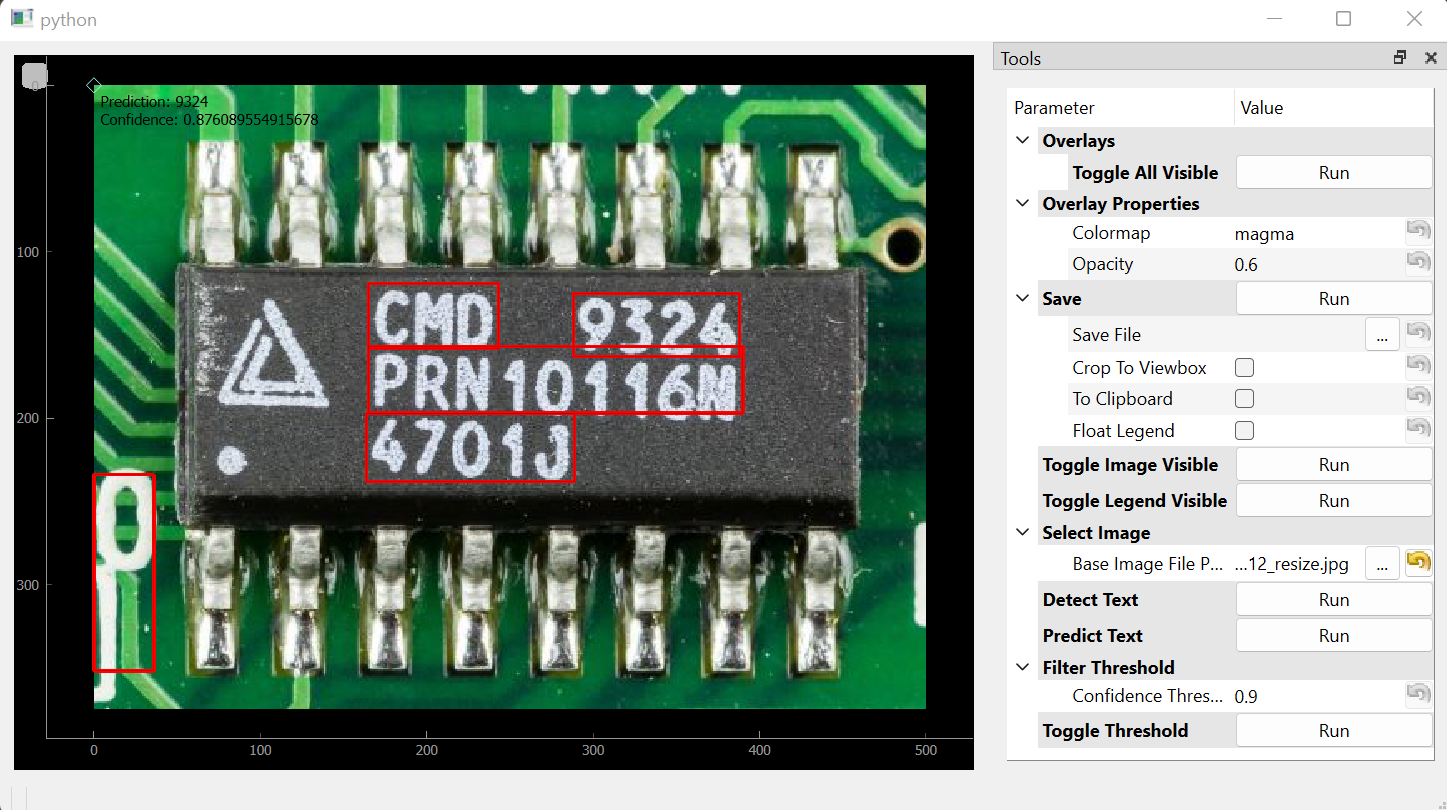 python
Tools
Parameter Value
Overlays
Toggle All Visible Run
Overlay Properties
Colormap magma
Opacity 0.6
Save Run
Save File ...
Crop To Viewbox
To Clipboard
Float Legend
Toggle Image Visible Run
Toggle Legend Visible Run
Select Image
Base Image File P... ...12_resize.jpg ...
Detect Text Run
Predict Text Run
Filter Threshold
Confidence Thres... 0.9
Toggle Threshold Run
Prediction: 9324
Confidence: 0.876089554915678
CMD 9324
PRN10116N
4701J
0
100
200
300
0 100 200 300 400 500